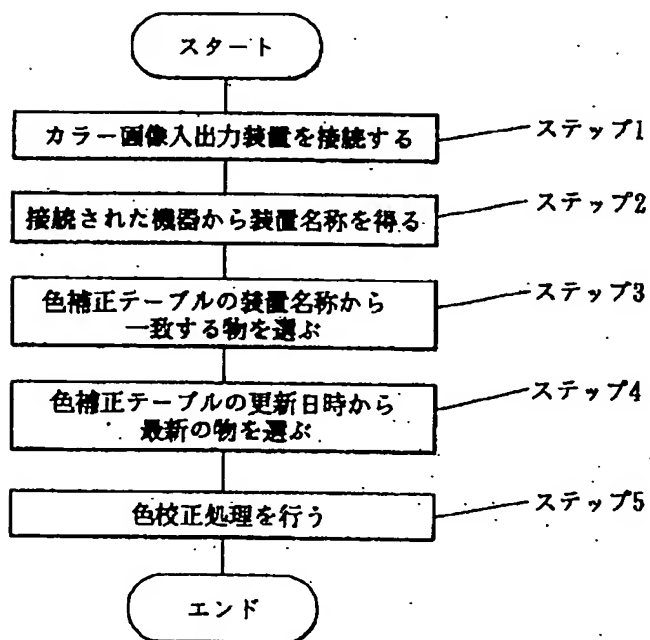 スタート
カラー画像入出力装置を接続する
ステップ1
接続された機器から装置名称を得る
ステップ2
色補正テーブルの装置名称から
一致する物を選ぶ
ステップ3
色補正テーブルの更新日時から
最新の物を選ぶ
ステップ4
色校正処理を行う
ステップ5
エンド